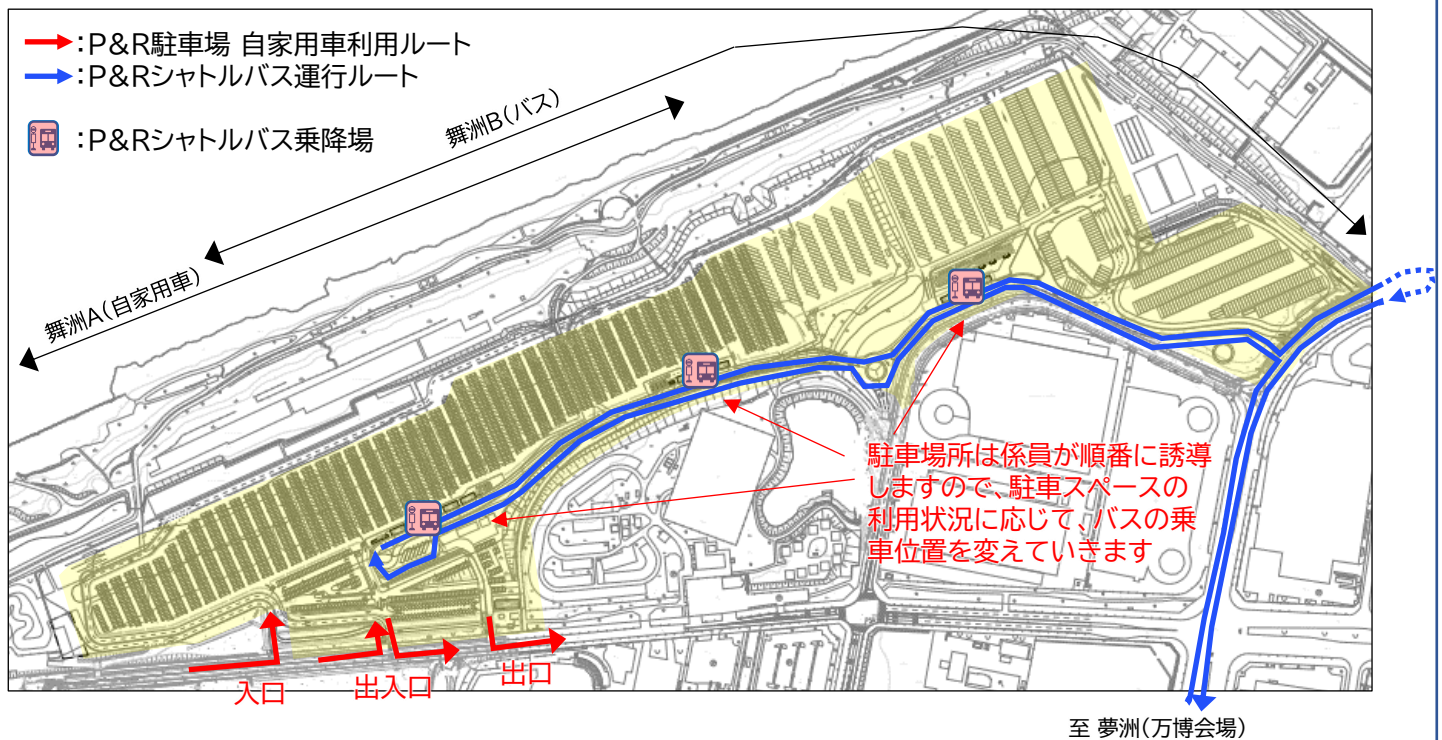 :P&R駐車場 自家用車利用ルート
:P&Rシャトルバス運行ルート
:P&Rシャトルバス乗降場
舞洲B(バス)
舞洲A(自家用車)
駐車場所は係員が順番に誘導
しますので、駐車スペースの
利用状況に応じて、バスの乗
車位置を変えていきます
入口
出入口
出口
至 夢洲(万博会場)